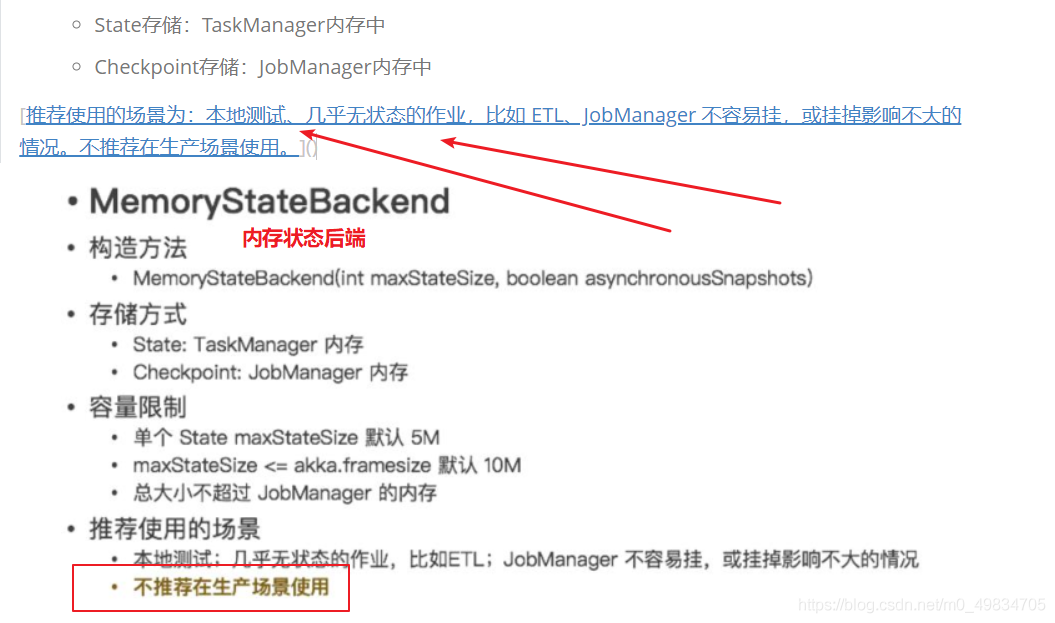 State存储：TaskManager内存中
Checkpoint存储：JobManager内存中
[推荐使用的场景为：本地测试、几乎无状态的作业，比如 ETL、JobManager 不容易挂，或挂掉影响不大的
情况。不推荐在生产场景使用。]()
MemoryStateBackend
内存状态后端
构造方法
MemoryStateBackend(int maxStateSize, boolean asynchronousSnapshots)
存储方式
State: TaskManager 内存
Checkpoint: JobManager 内存
容量限制
单个 State maxStateSize 默认 5M
maxStateSize <= akka.framesize 默认 10M
总大小不超过 JobManager 的内存
推荐使用的场景
本地测试；几乎无状态的作业，比如ETL；JobManager 不容易挂，或挂掉影响不大的情况
不推荐在生产场景使用
https://blog.csdn.net/m0_49834705